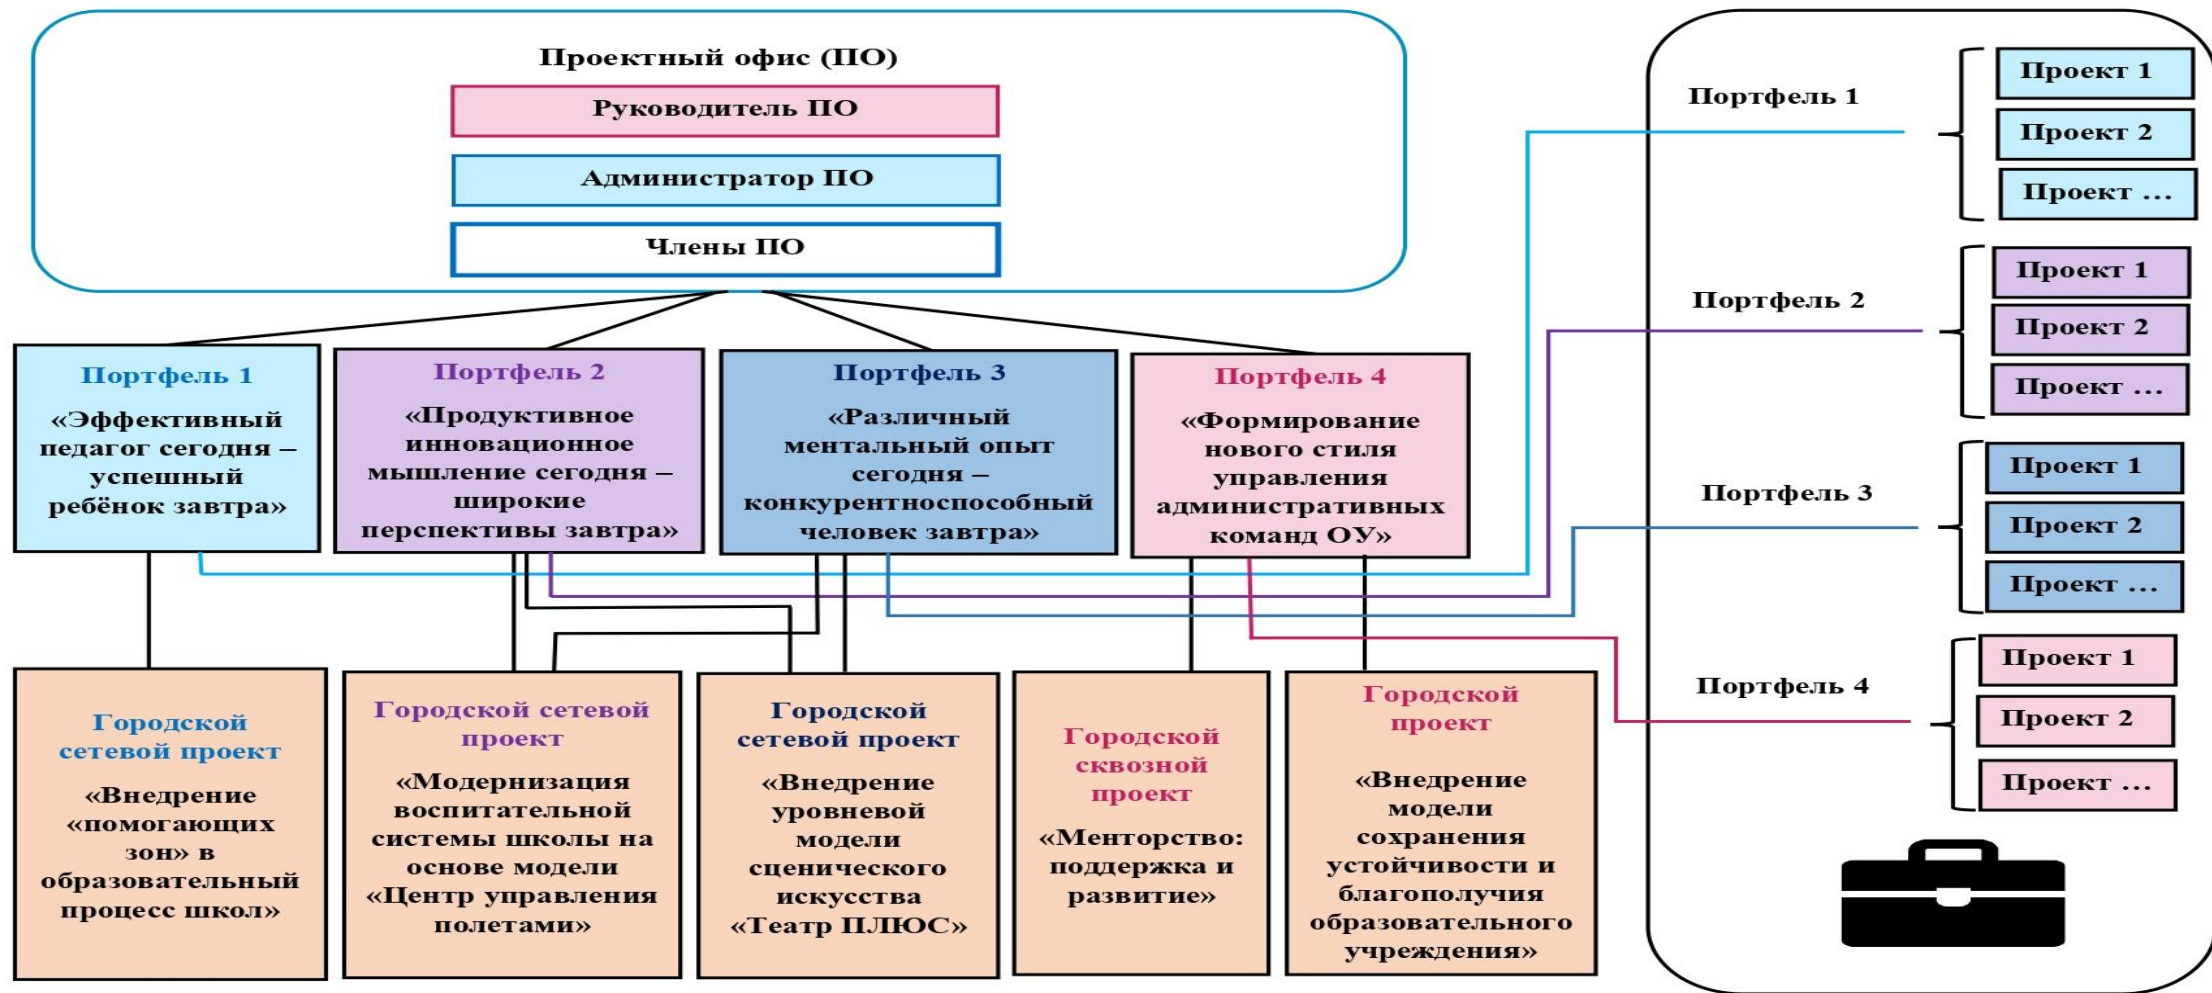 Проектный офис (ПО)
Руководитель ПО
Администратор ПО
Члены ПО
Портфель 1
«Эффективный
педагог сегодня –
успешный
ребёнок завтра»
Портфель 2
«Продуктивное
инновационное
мышление сегодня –
широкие
перспективы завтра»
Портфель 3
«Различный
ментальный опыт
сегодня –
конкурентноспособный
человек завтра»
Портфель 4
«Формирование
нового стиля
управления
административных
команд ОУ»
Городской
сетевой проект
«Внедрение
«помогающих
зон» в
образовательный
процесс школ»
Городской сетевой
проект
«Модернизация
воспитательной
системы школы на
основе модели
«Центр управления
полетами»
Городской
сетевой проект
«Внедрение
уровневой
модели
сценического
искусства
«Театр ПЛЮС»
Городской
сквозной
проект
«Менторство:
поддержка и
развитие»
Городской
проект
«Внедрение
модели
сохранения
устойчивости и
благополучия
образовательного
учреждения»
Портфель 1
Проект 1
Проект 2
Проект ...
Портфель 2
Проект 1
Проект 2
Проект ...
Портфель 3
Проект 1
Проект 2
Проект ...
Портфель 4
Проект 1
Проект 2
Проект ...